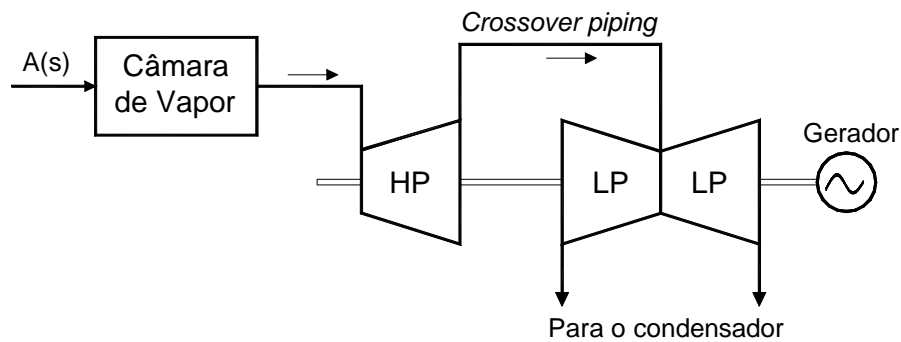 Crossover piping
A(s)
Câmara
de Vapor
HP
LP
LP
Gerador
Para o condensador